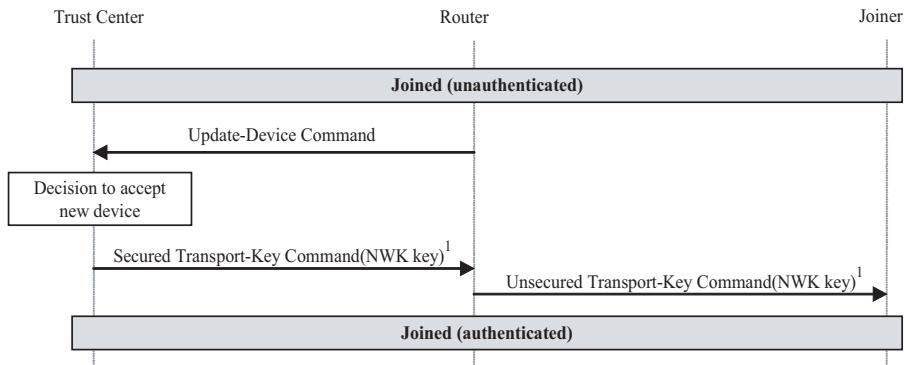 Trust Center
Router
Joiner
Joined (unauthenticated)
Update-Device Command
Decision to accept
new device
Secured Transport-Key Command(NWK key)1
Unsecured Transport-Key Command(NWK key)1
Joined (authenticated)